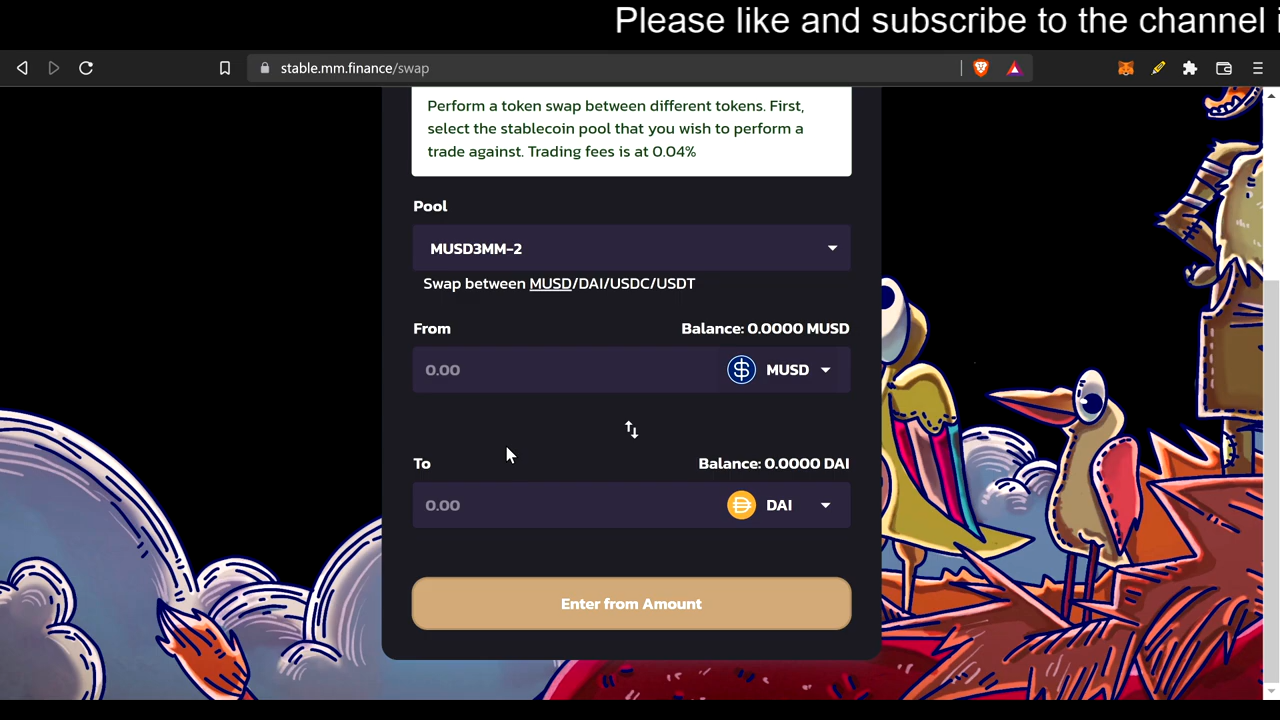 Please like and subscribe to the channel i
stable.mm.finance/swap
Perform a token swap between different tokens. First,
select the stablecoin pool that you wish to perform a
trade against. Trading fees is at 0.04%
Pool
MUSD3MM-2
Swap between MUSD/DAI/USDC/USDT
From Balance: 0.0000 MUSD
0.00 MUSD
To Balance: 0.0000 DAI
0.00 DAI
Enter from Amount